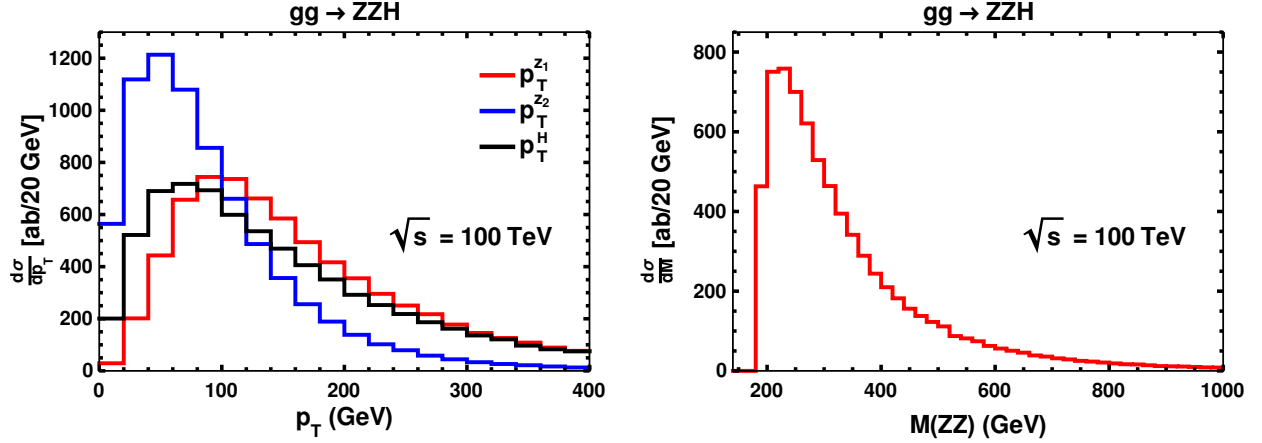 gg → ZZH
dσ/dp_T [ab/20 GeV]
1200
1000
800
600
400
200
0
p_T^{z_1}
p_T^{z_2}
p_T^H
√s = 100 TeV
0 100 200 300 400
p_T (GeV)
gg → ZZH
dσ/dM [ab/20 GeV]
800
600
400
200
0
√s = 100 TeV
200 400 600 800 1000
M(ZZ) (GeV)